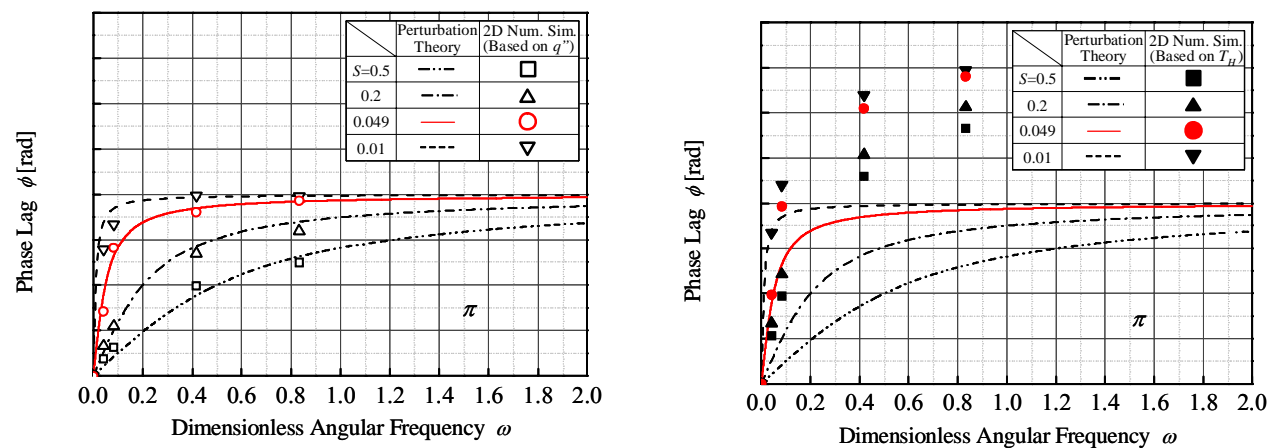 Perturbation Theory 2D Num. Sim. (Based on q”)
S=0.5
0.2
0.049
0.01
Phase Lag ϕ [rad]
π
0.0 0.2 0.4 0.6 0.8 1.0 1.2 1.4 1.6 1.8 2.0
Dimensionless Angular Frequency ω
Perturbation Theory 2D Num. Sim. (Based on T_H)
S=0.5
0.2
0.049
0.01
Phase Lag ϕ [rad]
π
0.0 0.2 0.4 0.6 0.8 1.0 1.2 1.4 1.6 1.8 2.0
Dimensionless Angular Frequency ω